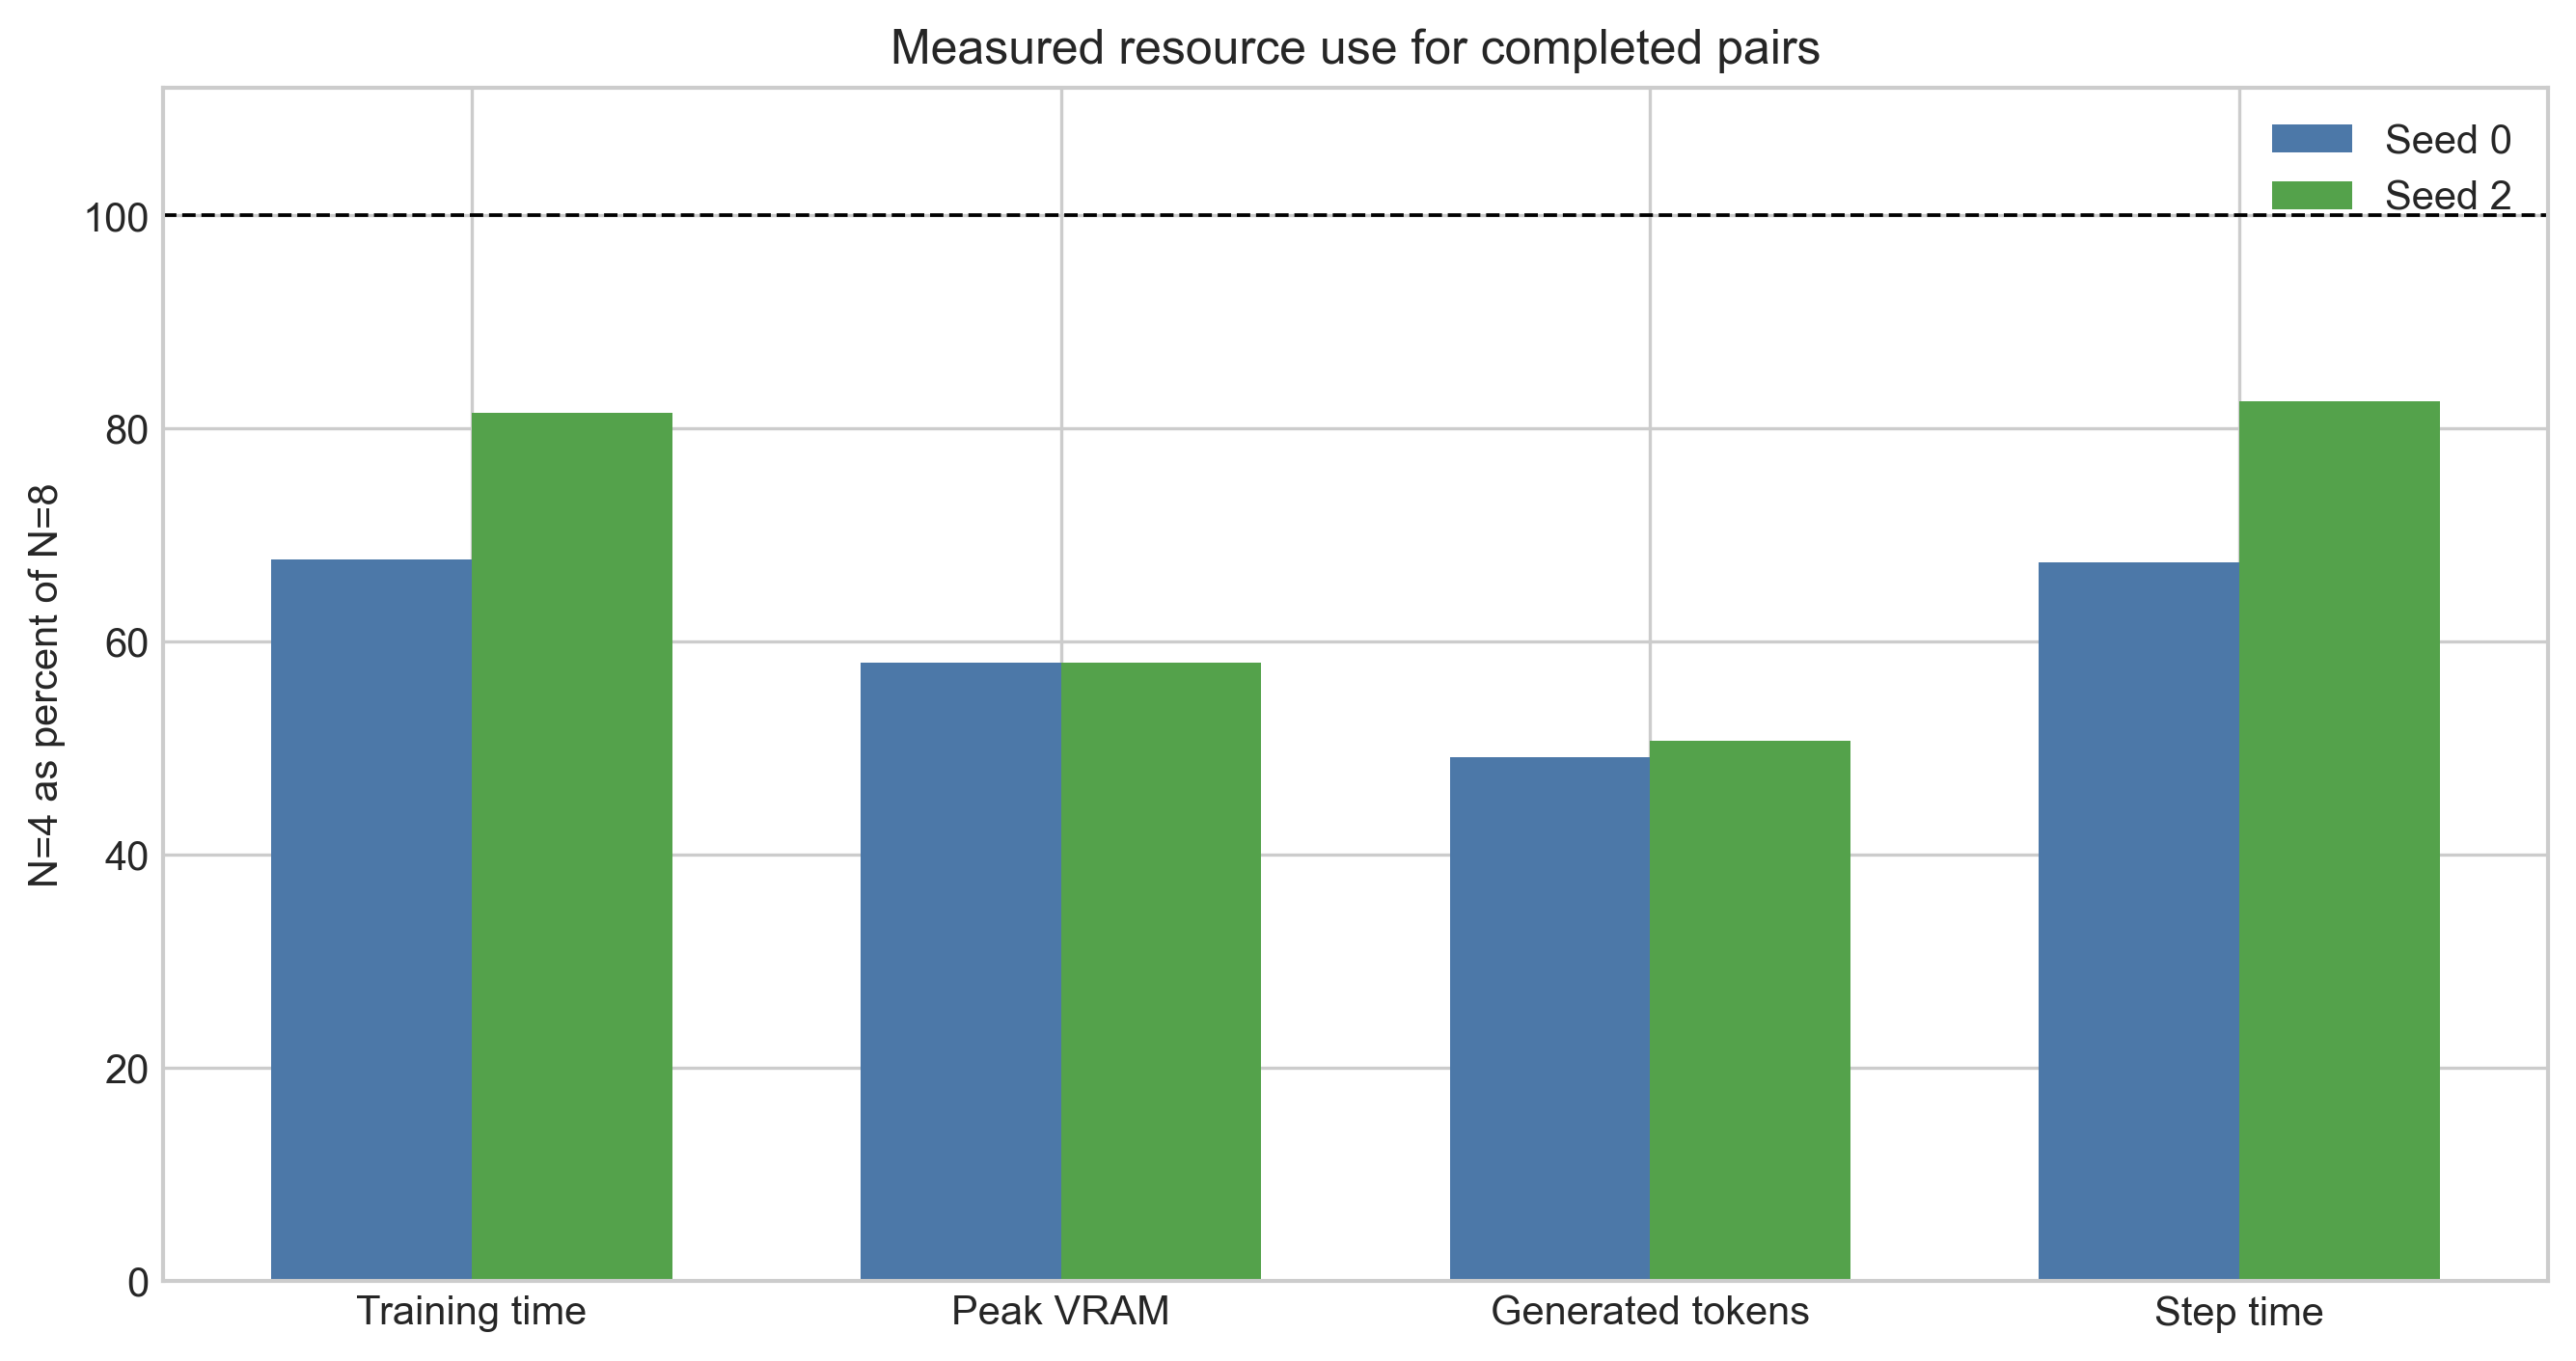 Measured resource use for completed pairs
Seed 0
Seed 2
N=4 as percent of N=8
100
80
60
40
20
0
Training time
Peak VRAM
Generated tokens
Step time